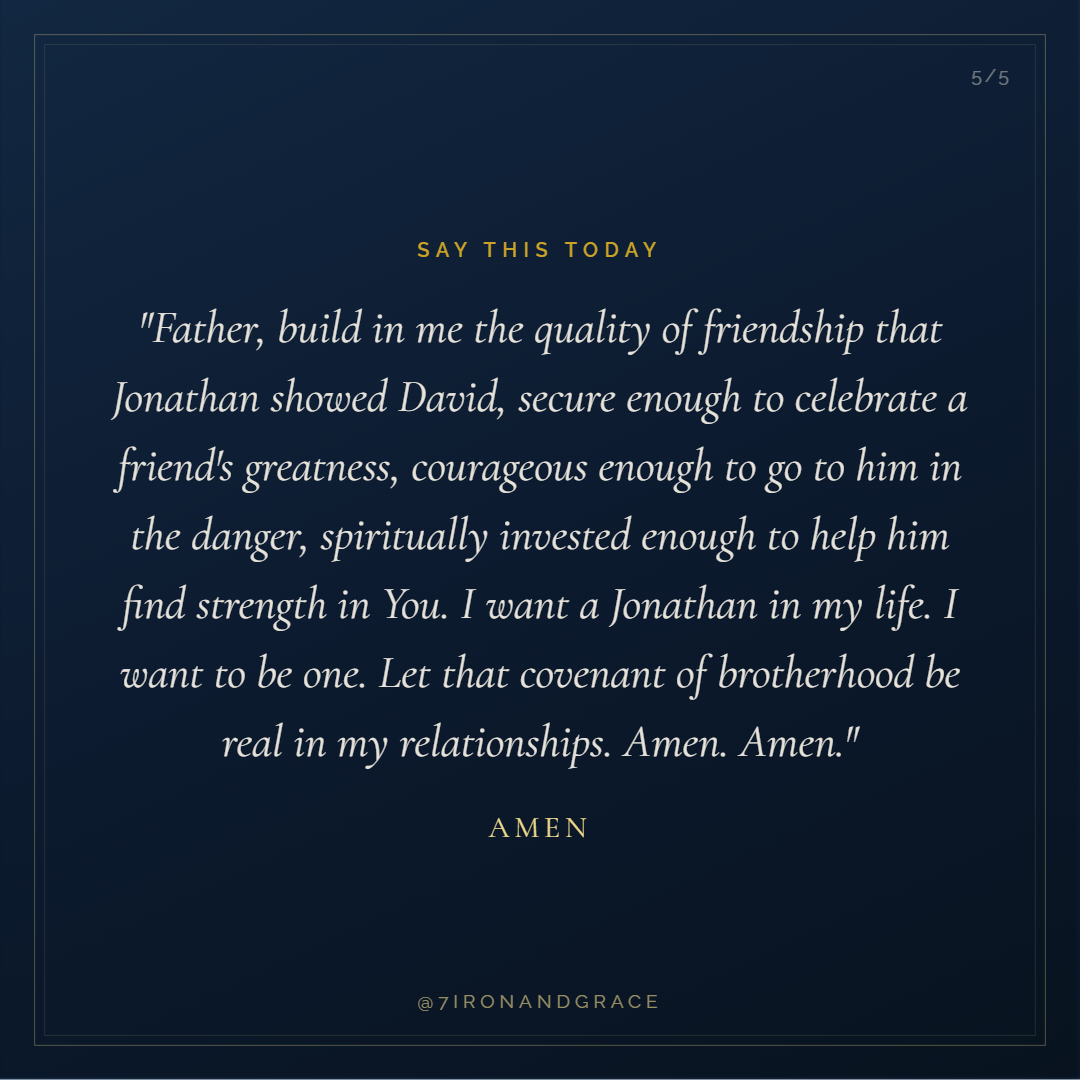 5/5
SAY THIS TODAY
"Father, build in me the quality of friendship that
Jonathan showed David, secure enough to celebrate a
friend's greatness, courageous enough to go to him in
the danger, spiritually invested enough to help him
find strength in You. I want a Jonathan in my life. I
want to be one. Let that covenant of brotherhood be
real in my relationships. Amen. Amen."
AMEN
@7IRONANDGRACE